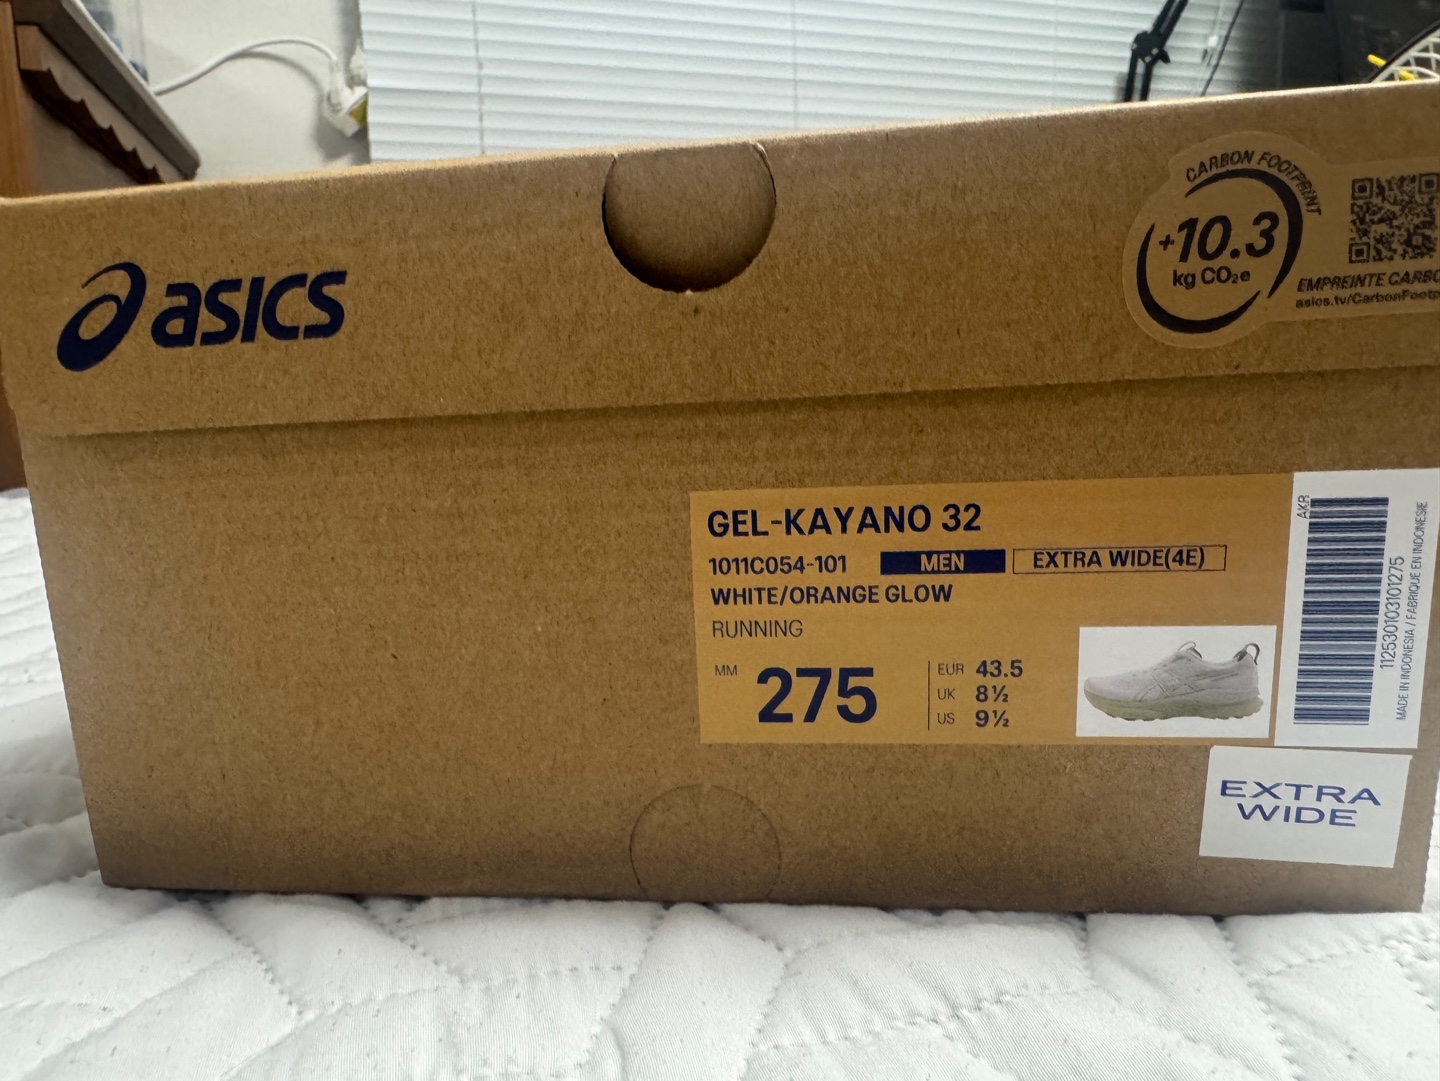 asics
CARBON FOOTPRINT
+10.3
kg CO₂e
EMPREINTE CARBO
asics.tv/CarbonFootp
GEL-KAYANO 32
1011C054-101 MEN EXTRA WIDE(4E)
WHITE/ORANGE GLOW
RUNNING
MM 275
EUR 43.5
UK 8½
US 9½
AKR
112530103101275
MADE IN INDONESIA / FABRIQUE EN INDONESIE
EXTRA
WIDE